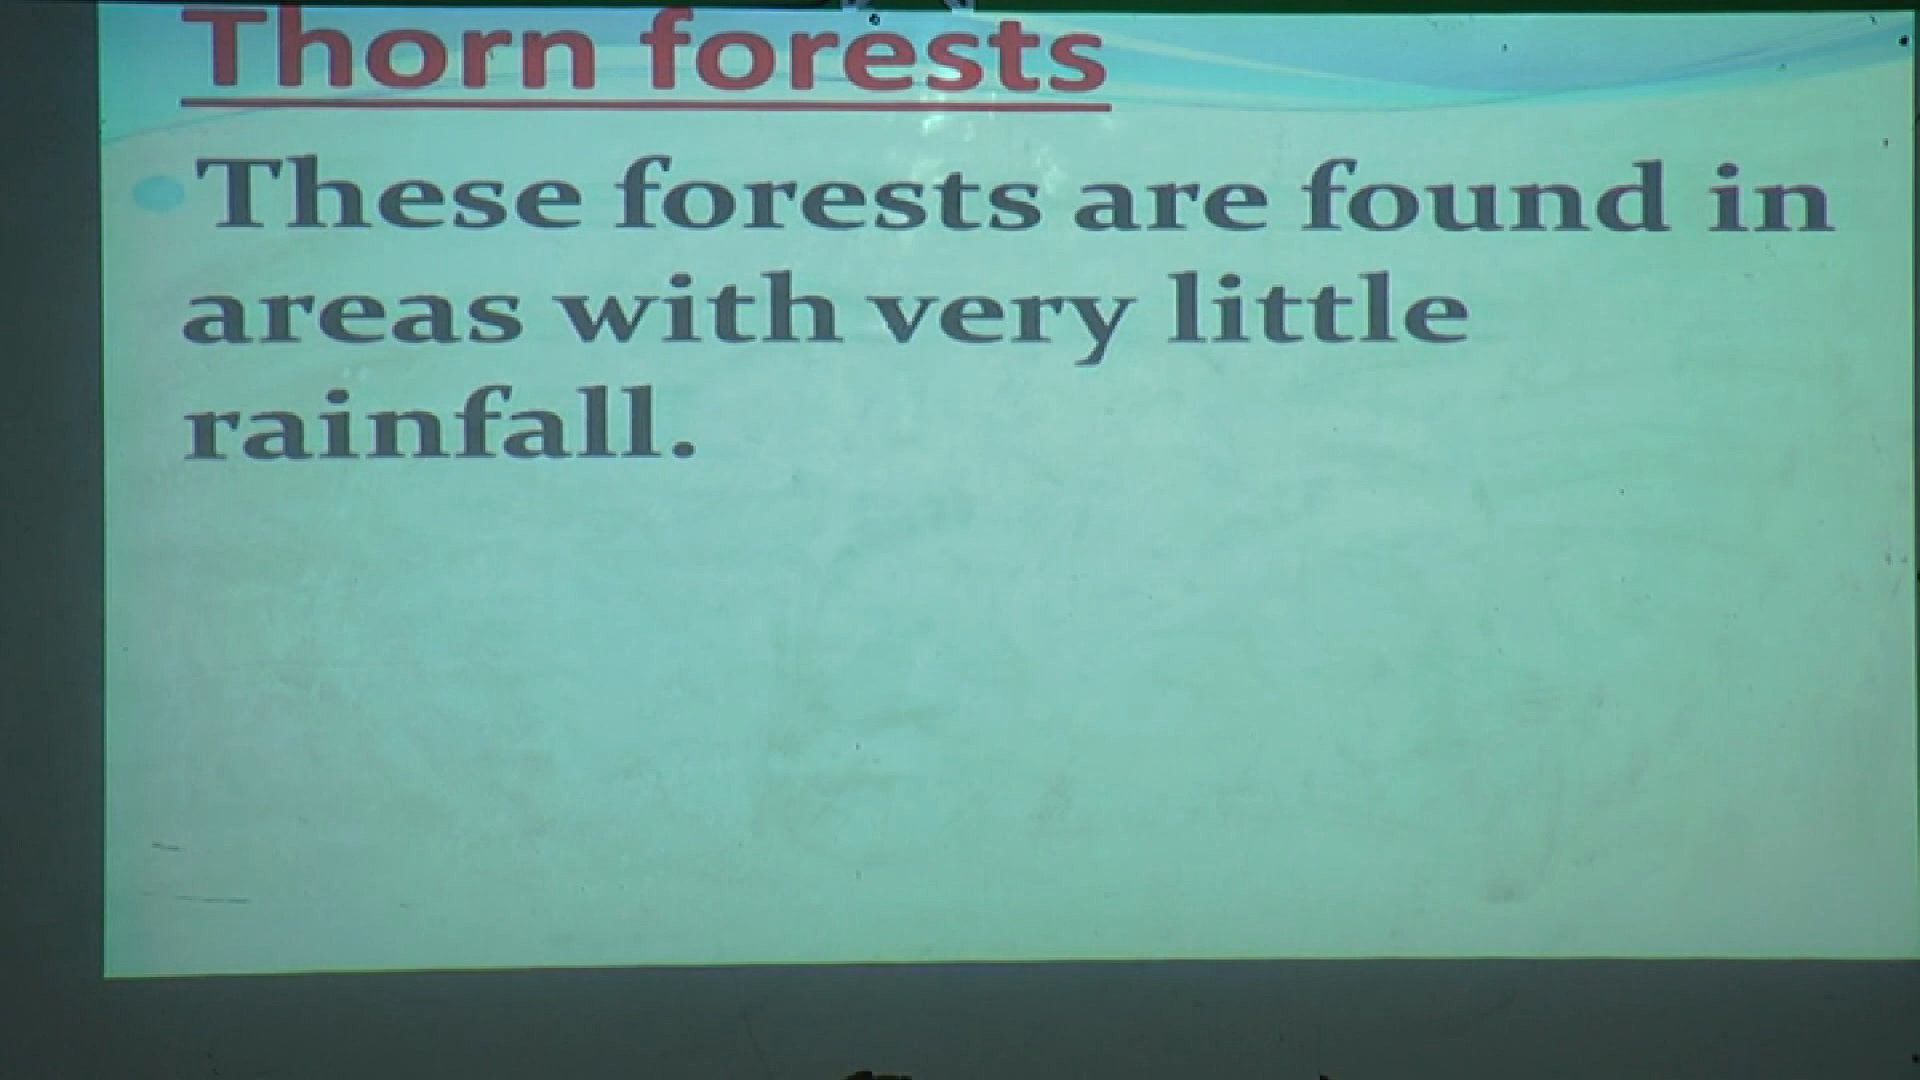 Thorn forests
These forests are found in
areas with very little
rainfall.